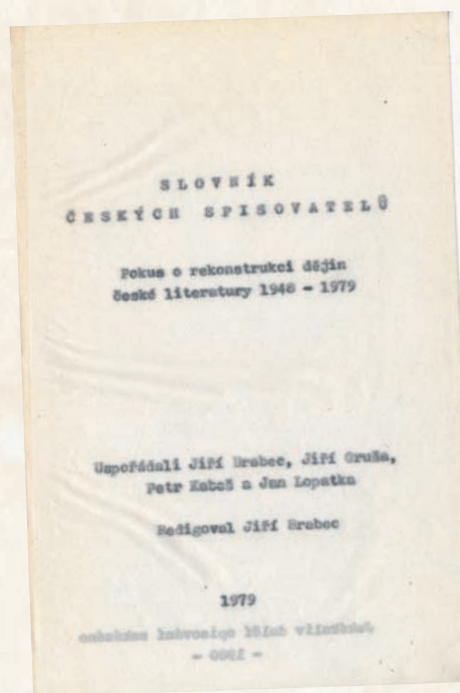 SLOVNÍK
ČESKÝCH SPISOVATELŮ
Pokus o rekonstrukci dějin
české literatury 1948 - 1979
Uspořádali Jiří Brabec, Jiří Gruša,
Petr Kabeš a Jan Lopatka
Redigoval Jiří Brabec
1979